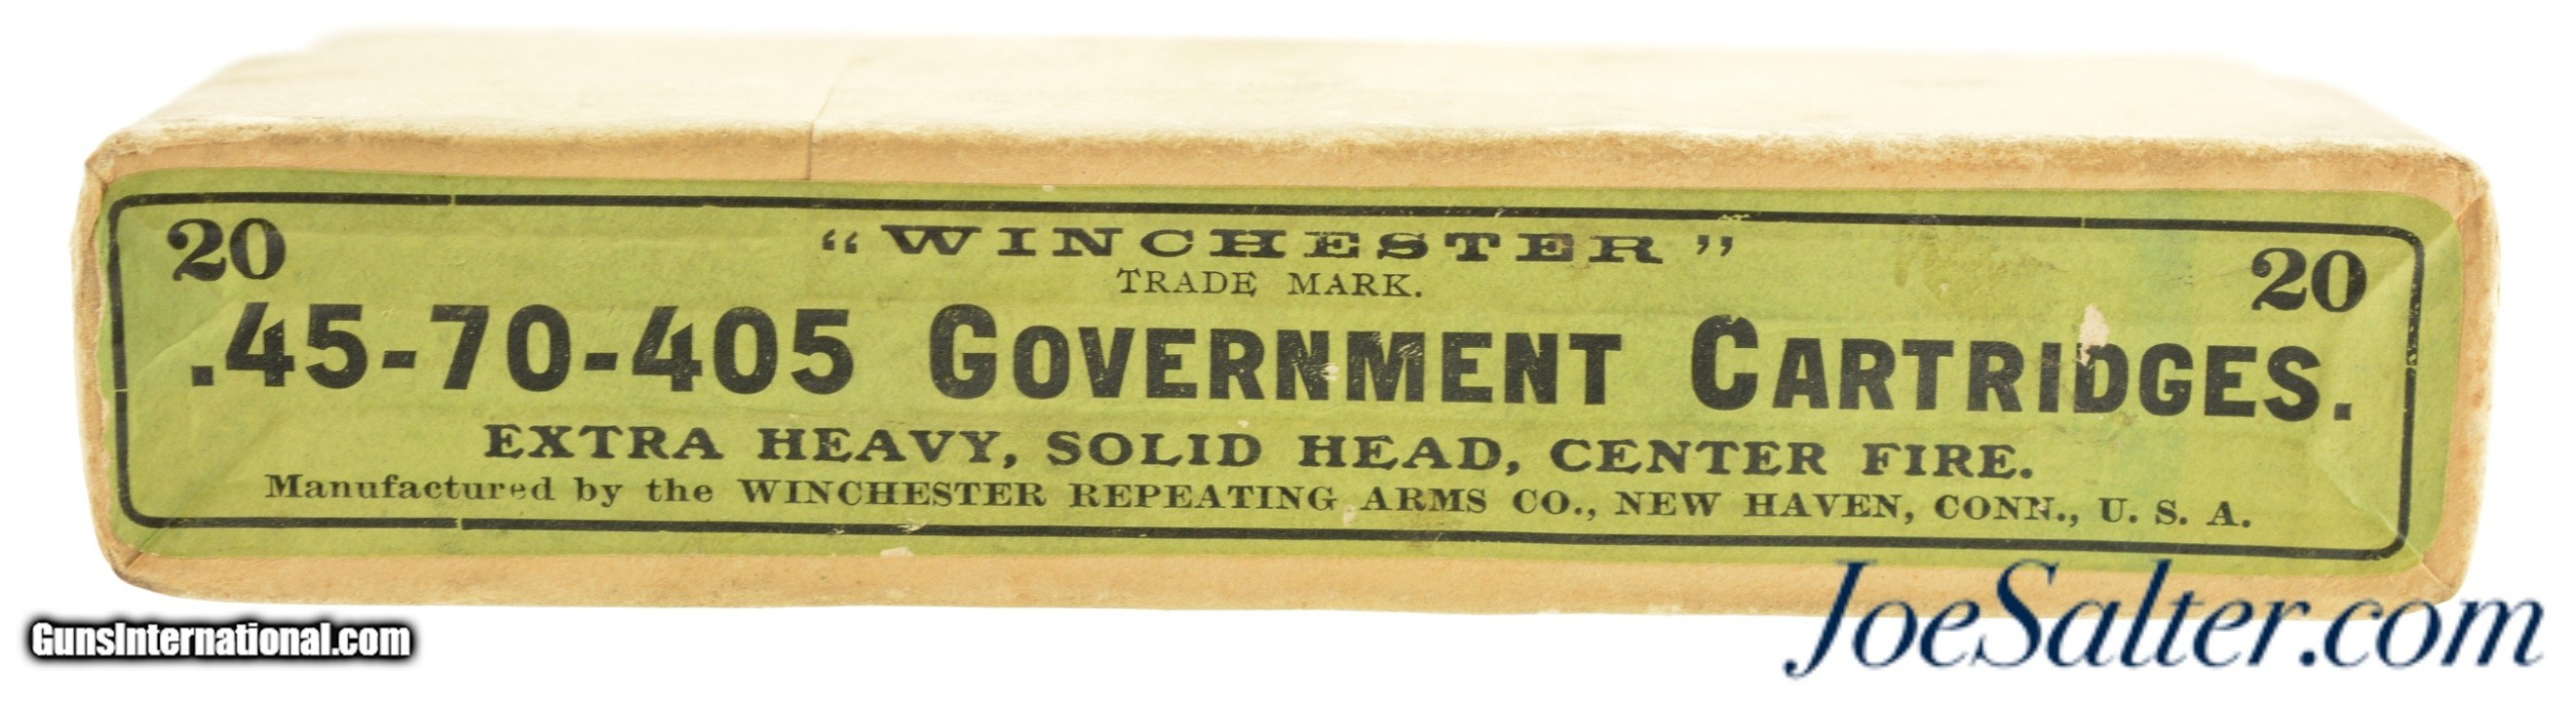 20 "WINCHESTER" 20
TRADE MARK.
.45-70-405 GOVERNMENT CARTRIDGES.
EXTRA HEAVY, SOLID HEAD, CENTER FIRE.
Manufactured by the WINCHESTER REPEATING ARMS CO., NEW HAVEN, CONN., U. S. A.
GunsInternational.com
JoeSalter.com